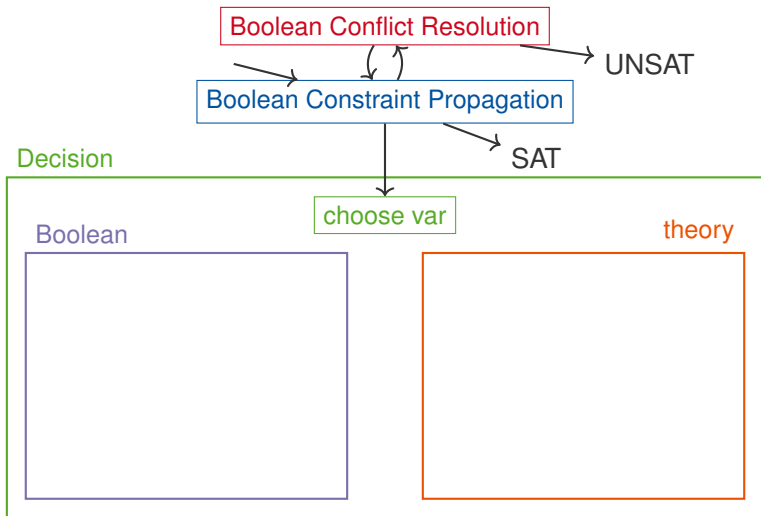 Boolean Conflict Resolution
UNSAT
Boolean Constraint Propagation
SAT
Decision
choose var
Boolean
theory